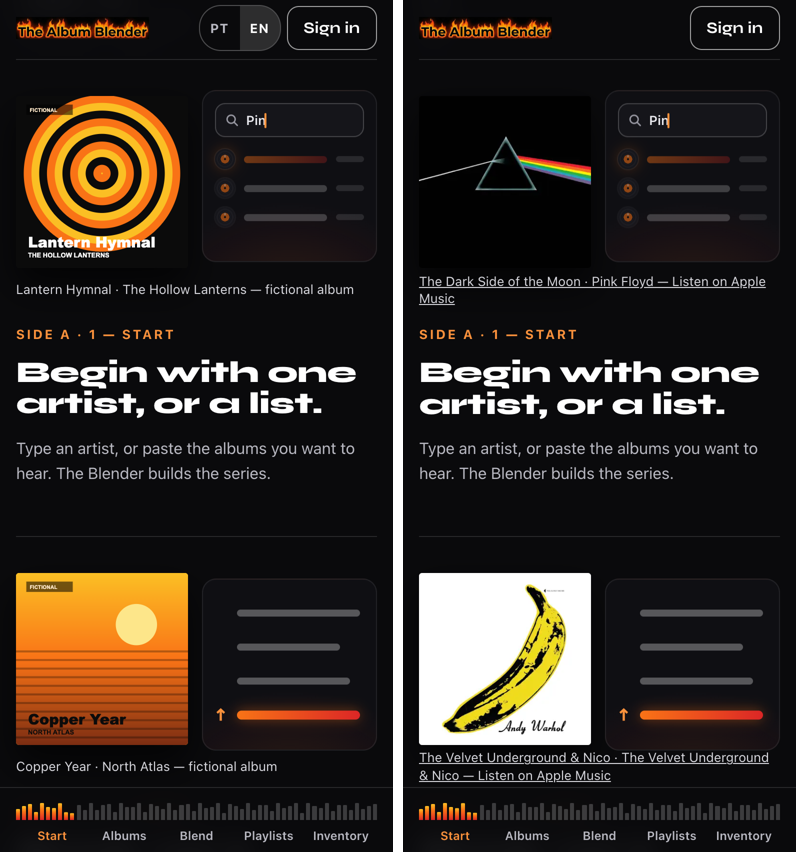 The Album Blender
PT
EN
Sign in
FICTIONAL
Lantern Hymnal
THE HOLLOW LANTERNS
Pin
Lantern Hymnal · The Hollow Lanterns — fictional album
SIDE A · 1 — START
Begin with one
artist, or a list.
Type an artist, or paste the albums you want to
hear. The Blender builds the series.
FICTIONAL
Copper Year
NORTH ATLAS
↑
Copper Year · North Atlas — fictional album
Start
Albums
Blend
Playlists
Inventory
The Album Blender
Sign in
Pin
The Dark Side of the Moon · Pink Floyd — Listen on Apple
Music
SIDE A · 1 — START
Begin with one
artist, or a list.
Type an artist, or paste the albums you want to
hear. The Blender builds the series.
Andy Warhol
↑
The Velvet Underground & Nico · The Velvet Underground
& Nico — Listen on Apple Music
Start
Albums
Blend
Playlists
Inventory